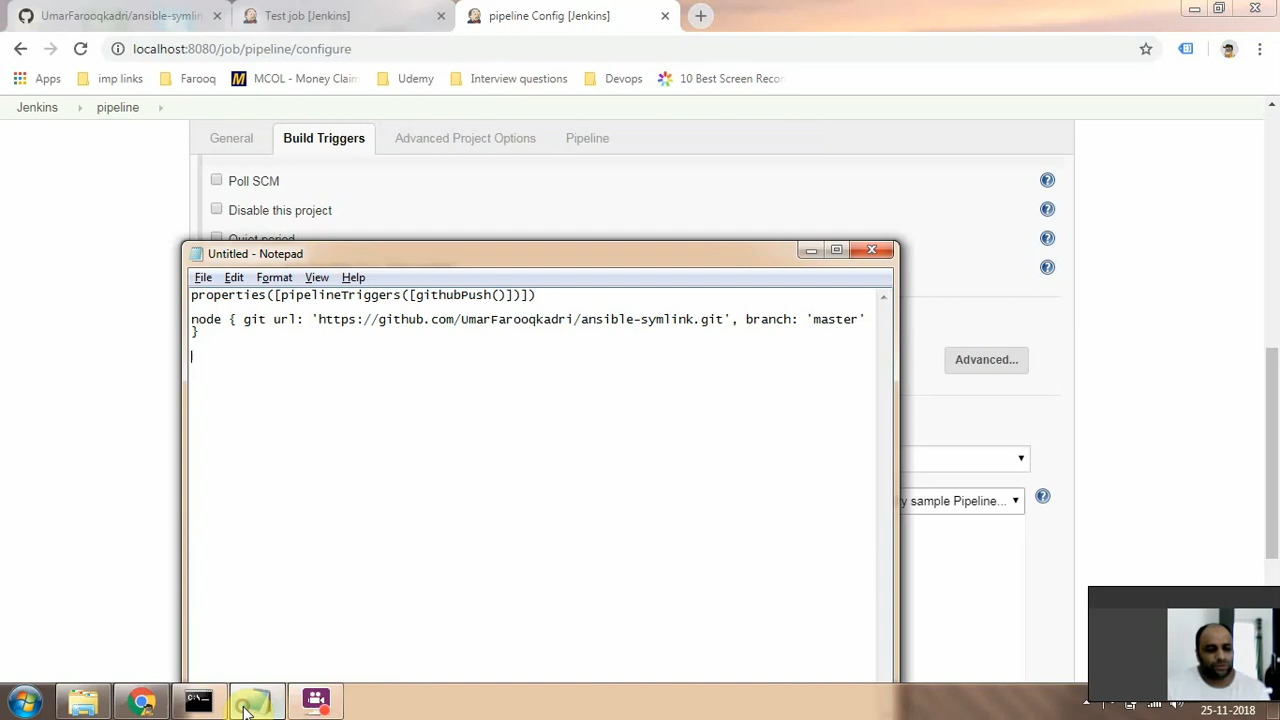 UmarFarooqkadri/ansible-symlin
Test job [Jenkins]
pipeline Config [Jenkins]
localhost:8080/job/pipeline/configure
Apps
imp links
Farooq
MCOL - Money Claim
Udemy
Interview questions
Devops
10 Best Screen Recor
Jenkins
pipeline
General
Build Triggers
Advanced Project Options
Pipeline
Poll SCM
Disable this project
Quiet period
Untitled - Notepad
File Edit Format View Help
properties([pipelineTriggers([githubPush()])])
node { git url: 'https://github.com/UmarFarooqkadri/ansible-symlink.git', branch: 'master'
}
Advanced...
y sample Pipeline...
C:\.
25-11-2018